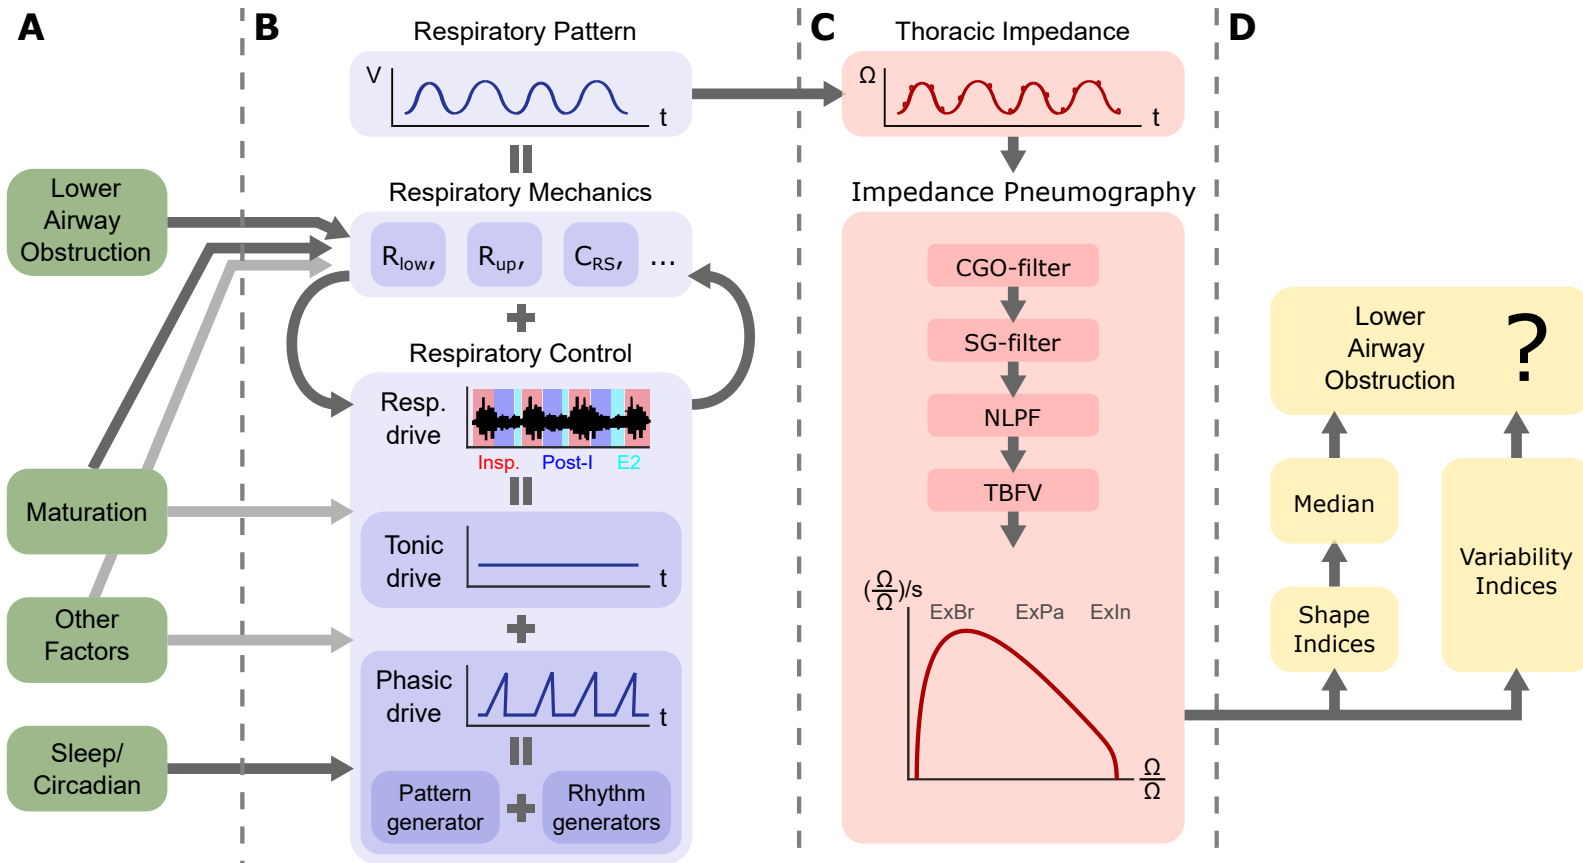 A
Lower
Airway
Obstruction
Maturation
Other
Factors
Sleep/
Circadian
B
Respiratory Pattern
V
t
Respiratory Mechanics
Rlow,
Rup,
CRS,
...
Respiratory Control
Resp.
drive
Insp.
Post-I
E2
Tonic
drive
t
Phasic
drive
t
Pattern
generator
Rhythm
generators
C
Thoracic Impedance
Ω
t
Impedance Pneumography
CGO-filter
SG-filter
NLPF
TBFV
(Ω/Ω)/s
ExBr
ExPa
ExIn
Ω/Ω
D
Lower
Airway
Obstruction
?
Median
Shape
Indices
Variability
Indices